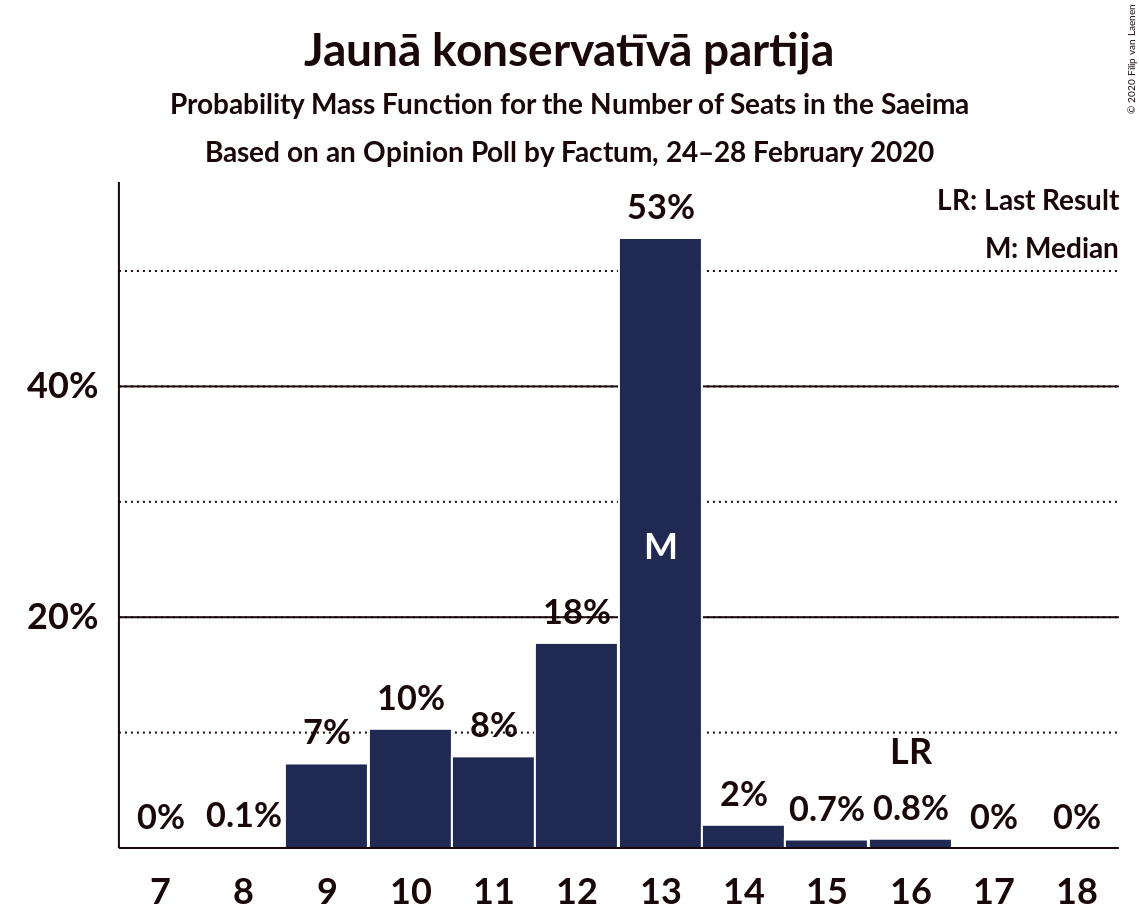 Jaunā konservatīvā partija
Probability Mass Function for the Number of Seats in the Saeima
Based on an Opinion Poll by Factum, 24–28 February 2020
© 2020 Filip van Laenen
LR: Last Result
M: Median
53%
40%
M
20%
18%
10%
8%
7%
LR
2%
0%
0.1%
0.7%
0.8%
0%
0%
7 8 9 10 11 12 13 14 15 16 17 18